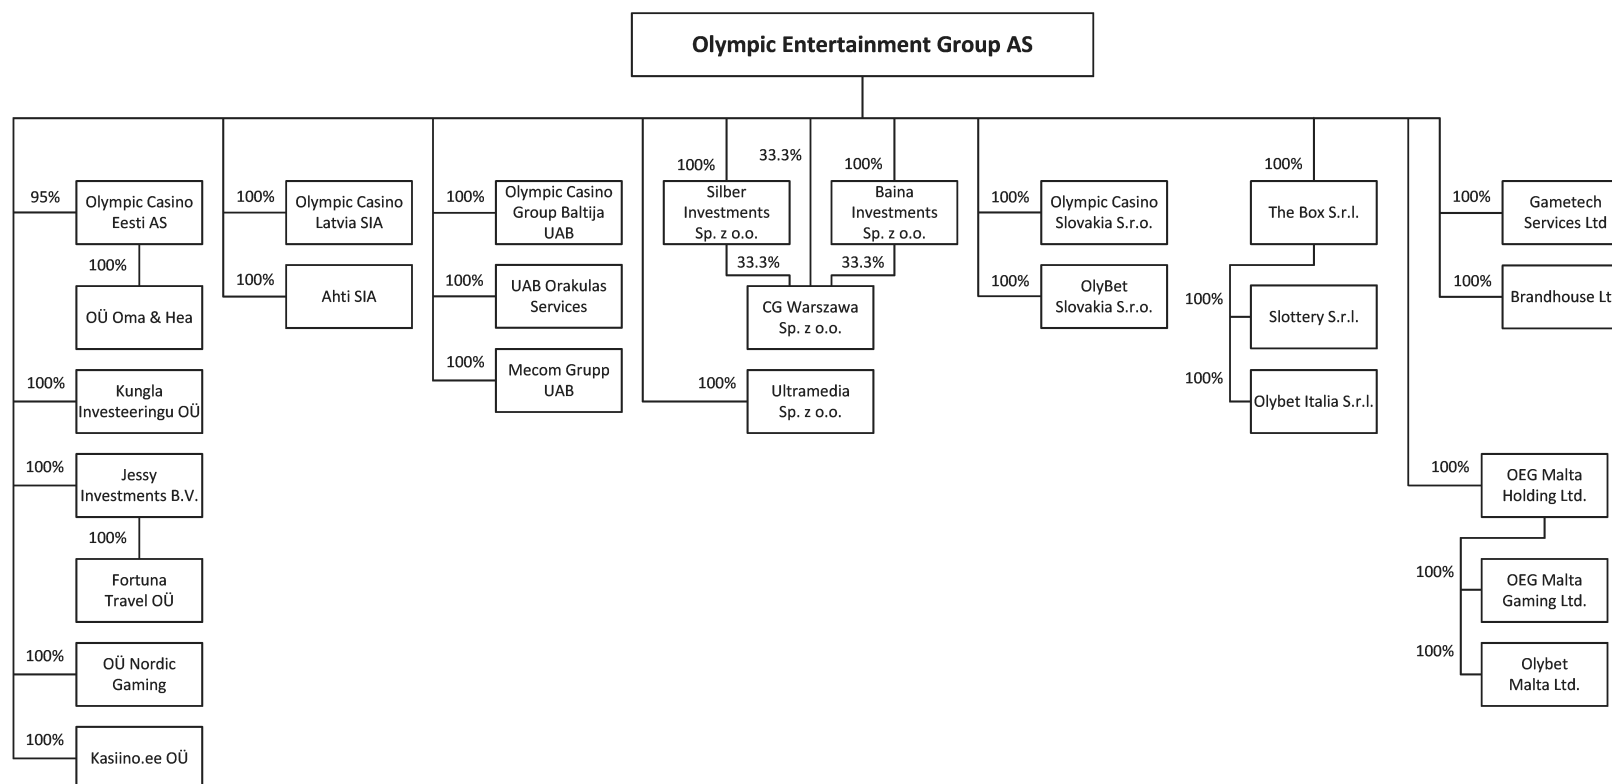 Olympic Entertainment Group AS
95%
Olympic Casino
Eesti AS
100%
OÜ Oma & Hea
100%
Kungla
Investeeringu OÜ
100%
Jessy
Investments B.V.
100%
Fortuna
Travel OÜ
100%
OÜ Nordic
Gaming
100%
Kasiino.ee OÜ
100%
Olympic Casino
Latvia SIA
100%
Ahti SIA
100%
Olympic Casino
Group Baltija
UAB
100%
UAB Orakulas
Services
100%
Mecom Grupp
UAB
100%
Silber
Investments
Sp. z o.o.
33.3%
33.3%
100%
Baina
Investments
Sp. z o.o.
33.3%
CG Warszawa
Sp. z o.o.
100%
Ultramedia
Sp. z o.o.
100%
Olympic Casino
Slovakia S.r.o.
100%
OlyBet
Slovakia S.r.o.
100%
The Box S.r.l.
100%
Slottery S.r.l.
100%
Olybet Italia S.r.l.
100%
Gametech
Services Ltd
100%
Brandhouse Lt
100%
OEG Malta
Holding Ltd.
100%
OEG Malta
Gaming Ltd.
100%
Olybet
Malta Ltd.